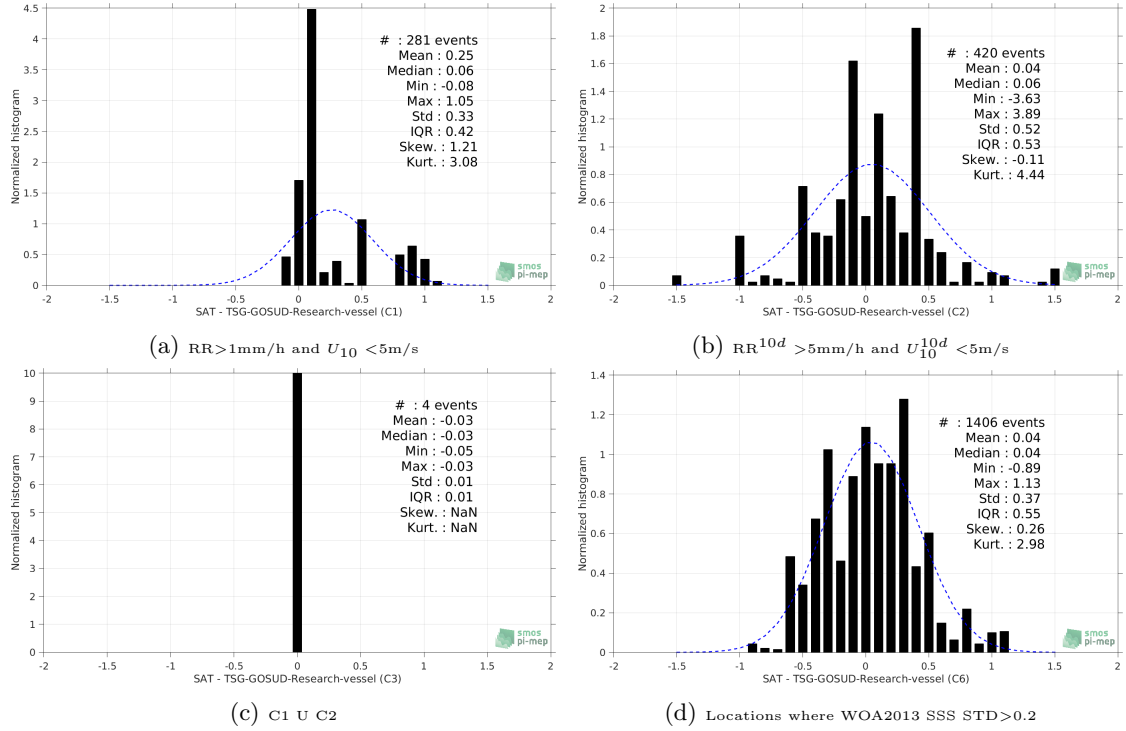 4.5
4
3.5
3
2.5
2
1.5
1
0.5
0
Normalized histogram
# : 281 events
Mean : 0.25
Median : 0.06
Min : -0.08
Max : 1.05
Std : 0.33
IQR : 0.42
Skew. : 1.21
Kurt. : 3.08
smos
pi-mep
-2 -1.5 -1 -0.5 0 0.5 1 1.5 2
SAT - TSG-GOSUD-Research-vessel (C1)
(a) RR>1mm/h and U10 <5m/s
2
1.8
1.6
1.4
1.2
1
0.8
0.6
0.4
0.2
0
Normalized histogram
# : 420 events
Mean : 0.04
Median : 0.06
Min : -3.63
Max : 3.89
Std : 0.52
IQR : 0.53
Skew. : -0.11
Kurt. : 4.44
smos
pi-mep
-2 -1.5 -1 -0.5 0 0.5 1 1.5 2
SAT - TSG-GOSUD-Research-vessel (C2)
(b) RR10d >5mm/h and U10d10 <5m/s
10
9
8
7
6
5
4
3
2
1
0
Normalized histogram
# : 4 events
Mean : -0.03
Median : -0.03
Min : -0.05
Max : -0.03
Std : 0.01
IQR : 0.01
Skew. : NaN
Kurt. : NaN
smos
pi-mep
-2 -1.5 -1 -0.5 0 0.5 1 1.5 2
SAT - TSG-GOSUD-Research-vessel (C3)
(c) C1 U C2
1.4
1.2
1
0.8
0.6
0.4
0.2
0
Normalized histogram
# : 1406 events
Mean : 0.04
Median : 0.04
Min : -0.89
Max : 1.13
Std : 0.37
IQR : 0.55
Skew. : 0.26
Kurt. : 2.98
smos
pi-mep
-2 -1.5 -1 -0.5 0 0.5 1 1.5 2
SAT - TSG-GOSUD-Research-vessel (C6)
(d) Locations where WOA2013 SSS STD>0.2